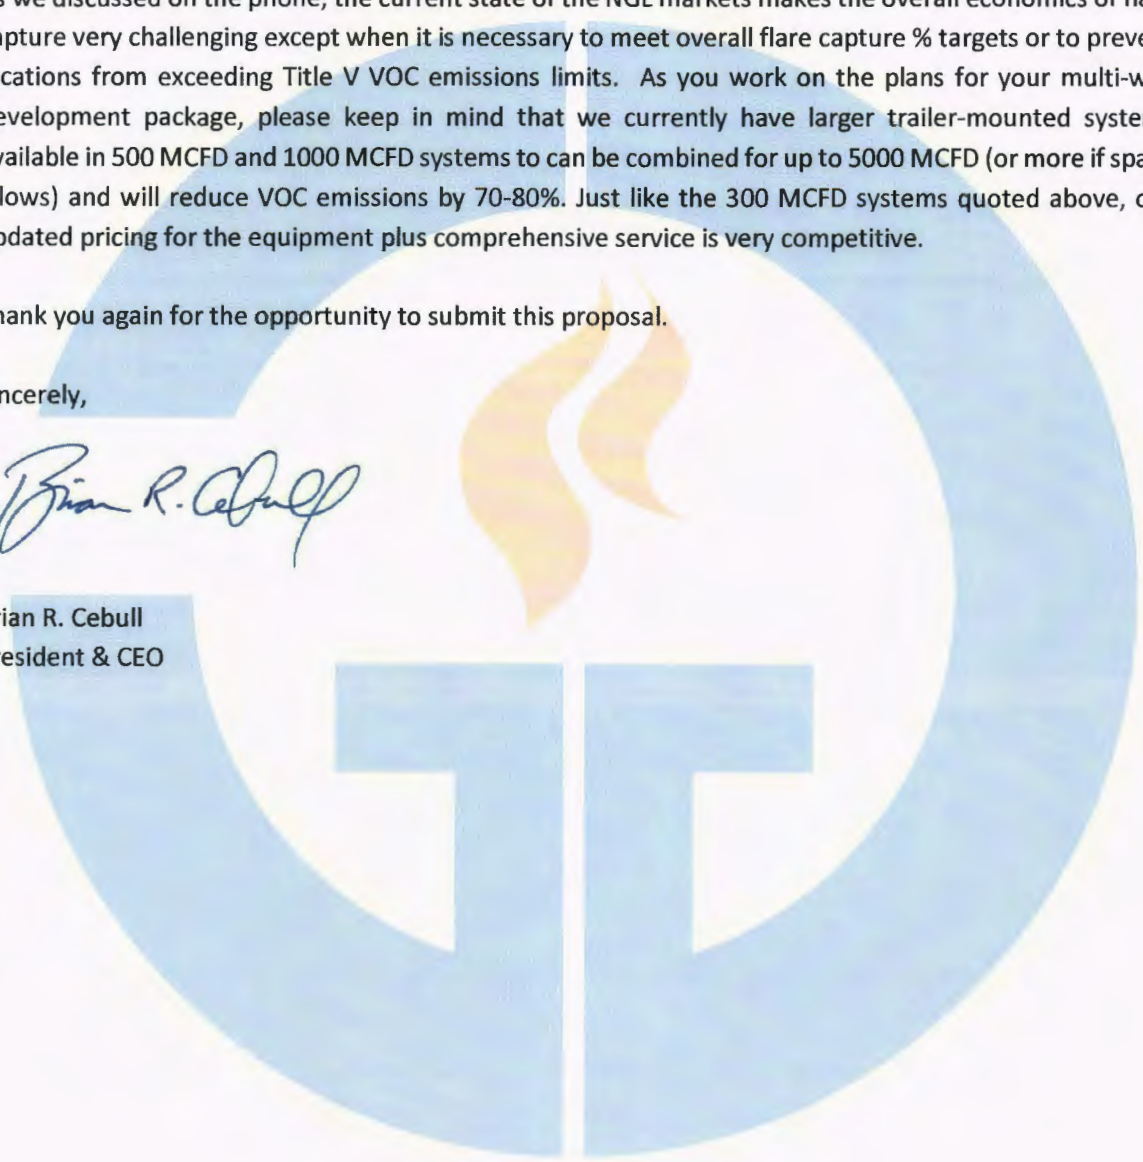 s we discussed on the phone, the current state of the NGL markets makes the overall economics of fla
apture very challenging except when it is necessary to meet overall flare capture % targets or to preve
cations from exceeding Title V VOC emissions limits. As you work on the plans for your multi-w
evelopment package, please keep in mind that we currently have larger trailer-mounted system
vailable in 500 MCFD and 1000 MCFD systems to can be combined for up to 5000 MCFD (or more if spa
llows) and will reduce VOC emissions by 70-80%. Just like the 300 MCFD systems quoted above, o
pdated pricing for the equipment plus comprehensive service is very competitive.
hank you again for the opportunity to submit this proposal.
incerely,
Brian R. Cebull
rian R. Cebull
resident & CEO